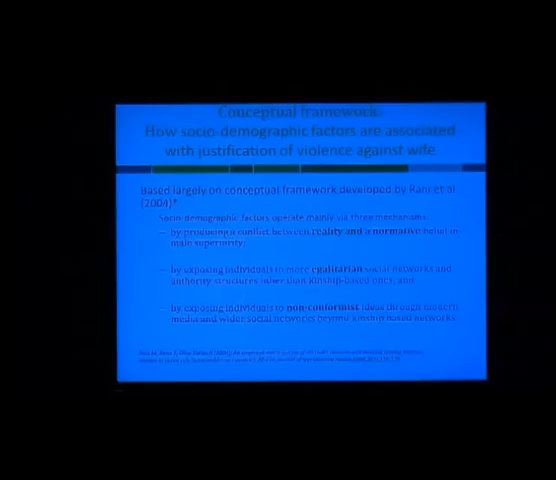 Conceptual framework:
How socio-demographic factors are associated
with justification of violence against wife
Based largely on conceptual framework developed by Rani et al
(2004)*
Socio-demographic factors operate mainly via three mechanisms:
– by producing a conflict between reality and a normative belief in
male superiority;
– by exposing individuals to more egalitarian social networks and
authority structures other than kinship-based ones; and
– by exposing individuals to non-conformist ideas through modern
media and wider social networks beyond kinship based networks.